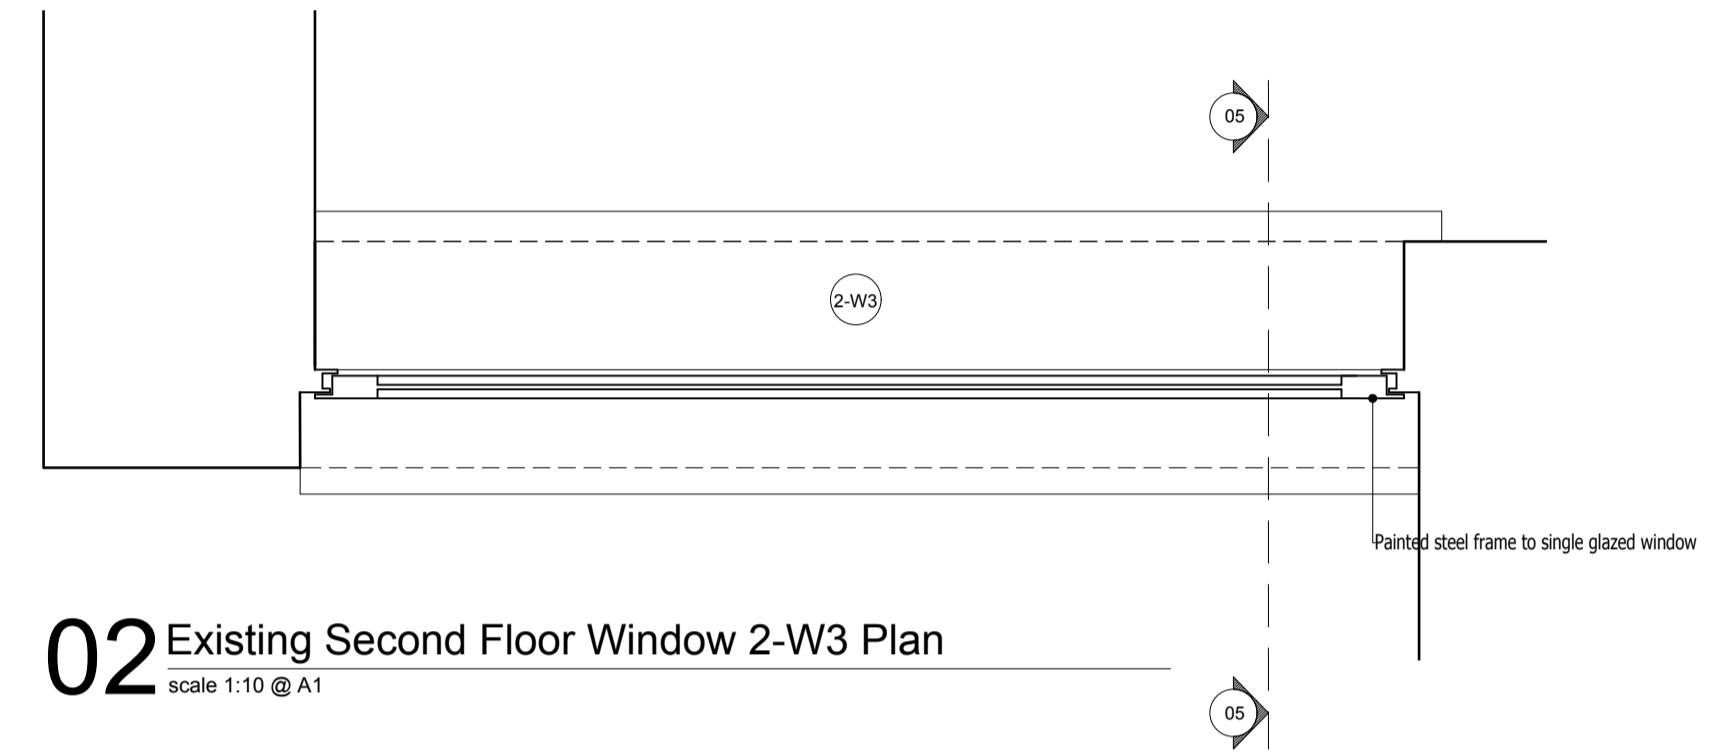 05
2-W3
Painted steel frame to single glazed window
02 Existing Second Floor Window 2-W3 Plan
scale 1:10 @ A1
05